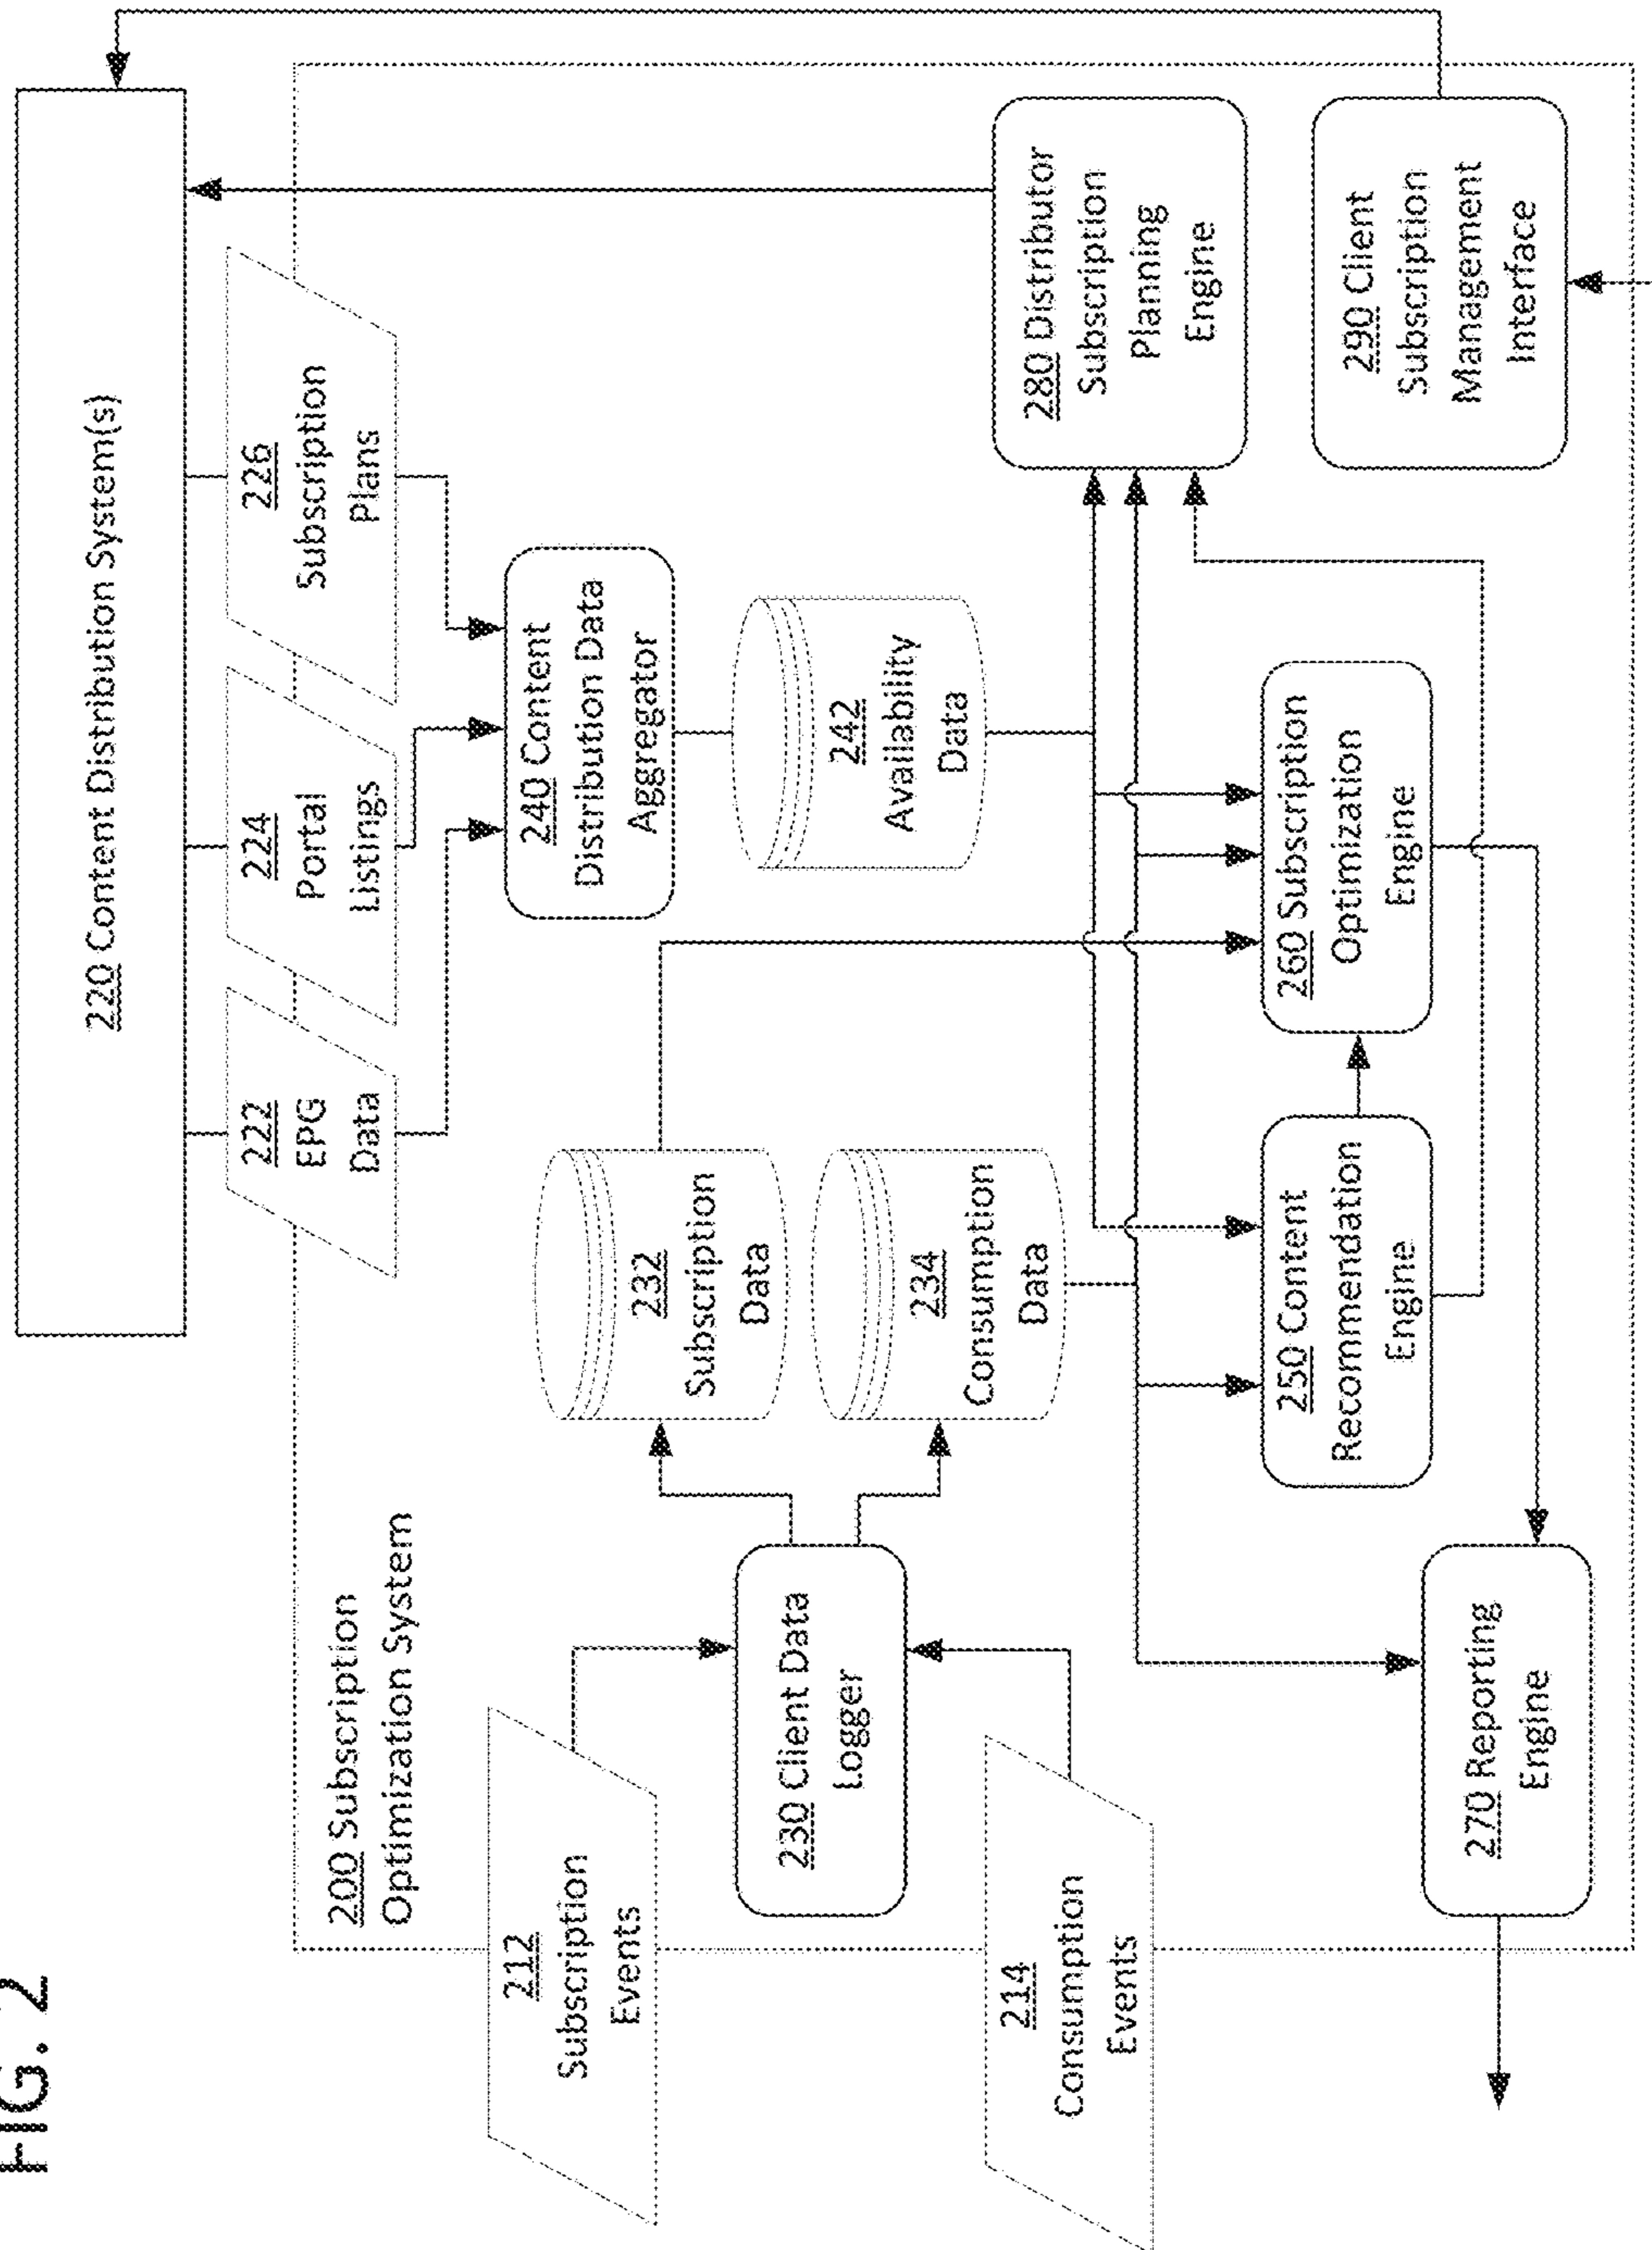 FIG. 2
220 Content Distribution System(s)
222
EPG
Data
224
Portal
Listings
226
Subscription
Plans
200 Subscription
Optimization System
212
Subscription
Events
214
Consumption
Events
230 Client Data
Logger
232
Subscription
Data
234
Consumption
Data
240 Content
Distribution Data
Aggregator
242
Availability
Data
250 Content
Recommendation
Engine
260 Subscription
Optimization
Engine
270 Reporting
Engine
280 Distributor
Subscription
Planning
Engine
290 Client
Subscription
Management
Interface